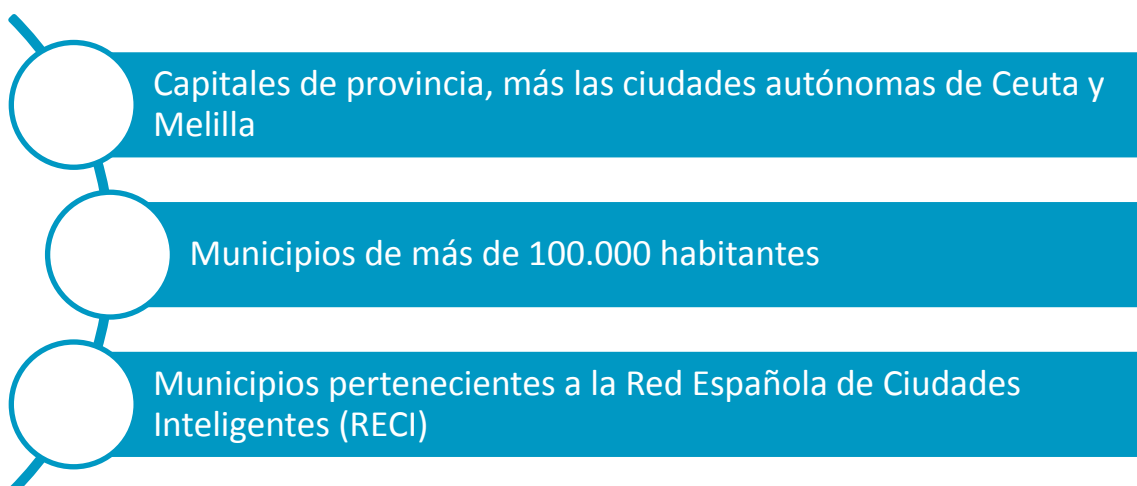 Capitales de provincia, más las ciudades autónomas de Ceuta y
Melilla
Municipios de más de 100.000 habitantes
Municipios pertenecientes a la Red Española de Ciudades
Inteligentes (RECI)